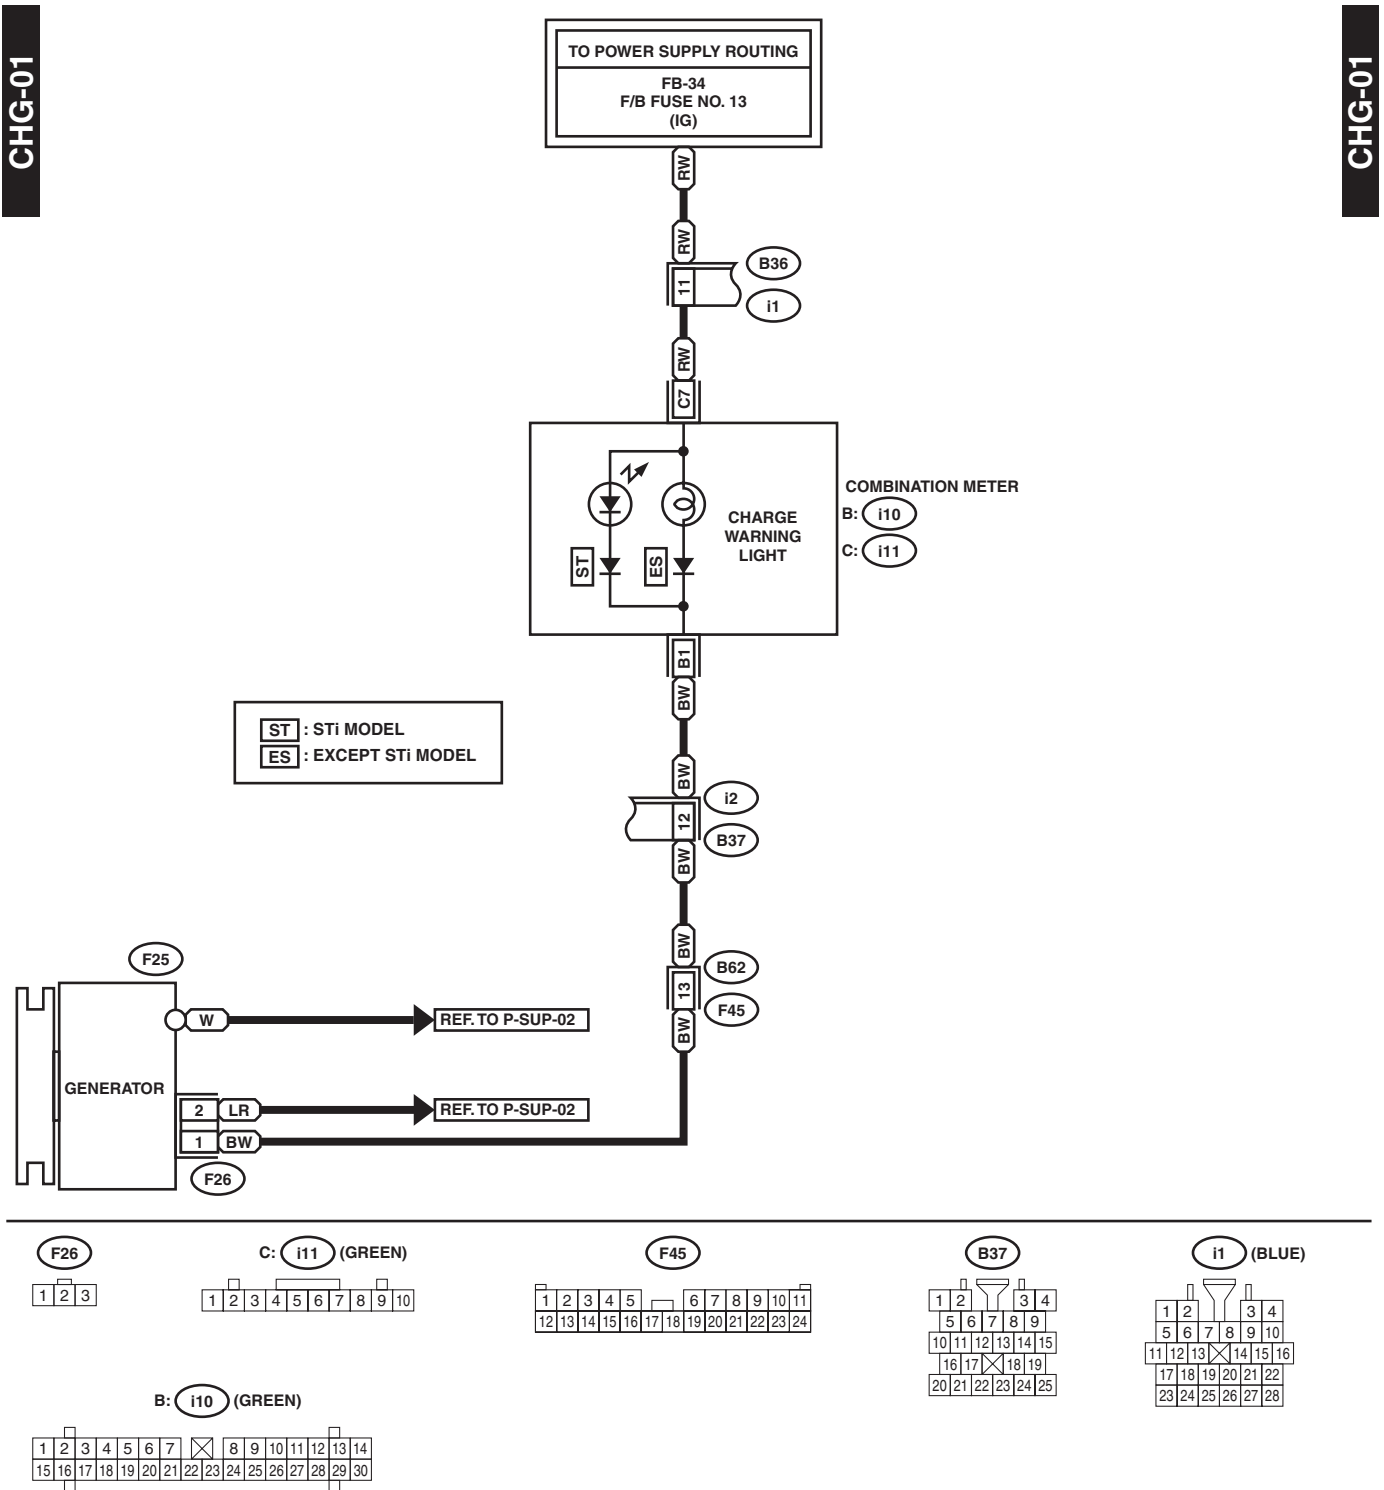 CHG-01
CHG-01
TO POWER SUPPLY ROUTING
FB-34
F/B FUSE NO. 13
(IG)
RW
RW
11
B36
i1
RW
C7
COMBINATION METER
B: i10
C: i11
CHARGE
WARNING
LIGHT
ST
ES
B1
BW
ST : STi MODEL
ES : EXCEPT STi MODEL
BW
12
i2
B37
BW
BW
13
B62
F45
BW
F25
W
REF. TO P-SUP-02
GENERATOR
2 LR
REF. TO P-SUP-02
1 BW
F26
F26
1 2 3
C: i11 (GREEN)
1 2 3 4 5 6 7 8 9 10
F45
1 2 3 4 5 6 7 8 9 10 11
12 13 14 15 16 17 18 19 20 21 22 23 24
B37
1 2 3 4
5 6 7 8 9
10 11 12 13 14 15
16 17 18 19
20 21 22 23 24 25
i1 (BLUE)
1 2 3 4
5 6 7 8 9 10
11 12 13 14 15 16
17 18 19 20 21 22
23 24 25 26 27 28
B: i10 (GREEN)
1 2 3 4 5 6 7 8 9 10 11 12 13 14
15 16 17 18 19 20 21 22 23 24 25 26 27 28 29 30